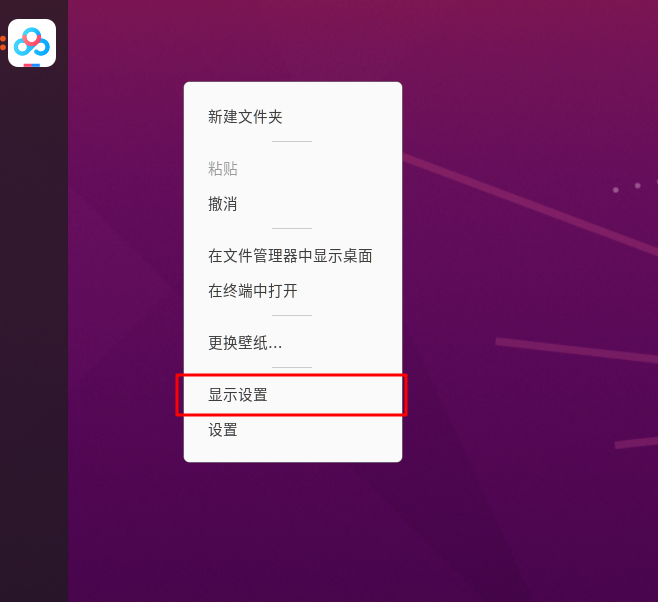 新建文件夹
粘贴
撤消
在文件管理器中显示桌面
在终端中打开
更换壁纸…
显示设置
设置